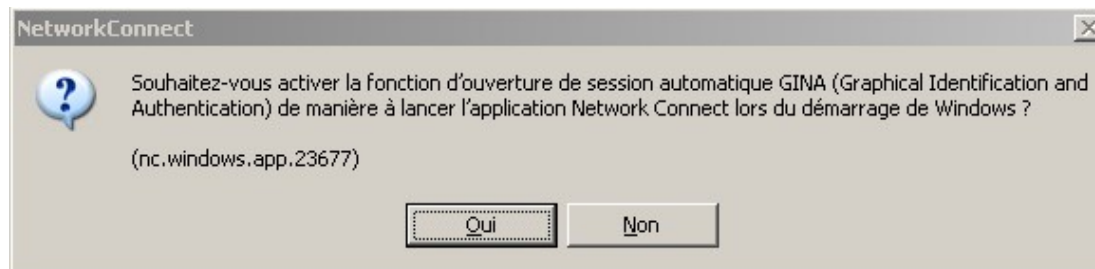 NetworkConnect
Souhaitez-vous activer la fonction d'ouverture de session automatique GINA (Graphical Identification and
Authentication) de manière à lancer l'application Network Connect lors du démarrage de Windows ?
(nc.windows.app.23677)
Oui Non